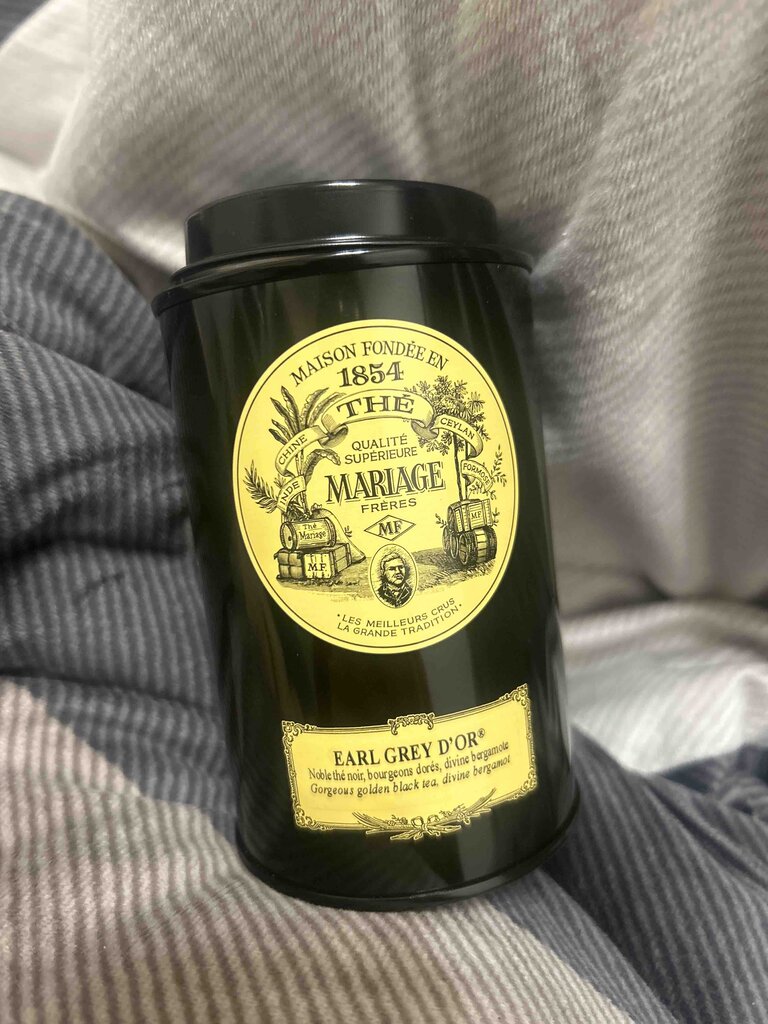 MAISON FONDÉE EN
1854
THÉ
CHINE
CEYLAN
INDE
FORMOSE
QUALITÉ
SUPÉRIEURE
MARIAGE
FRÈRES
MF
Thé
Mariage
M.F
MF
•LES MEILLEURS CRUS
LA GRANDE TRADITION•
EARL GREY D'OR®
Noble thé noir, bourgeons dorés, divine bergamote
Gorgeous golden black tea, divine bergamot